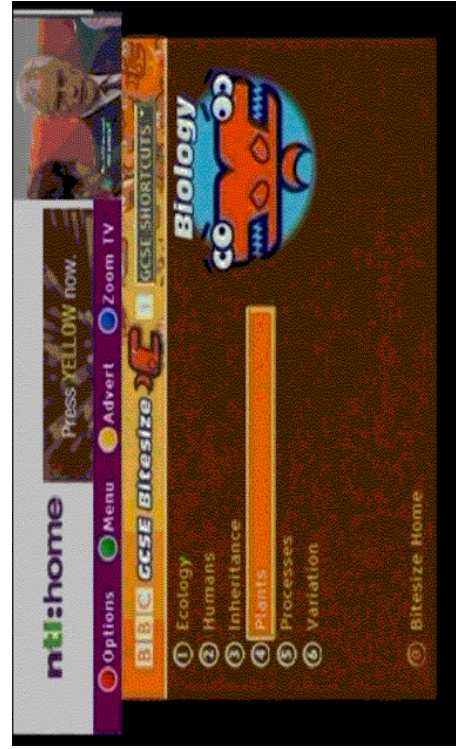 ntl:home
Press YELLOW now.
Options Menu Advert Zoom TV
BBC GCSE Bitesize 1 GCSE SHORTCUTS
Biology
1 Ecology
2 Humans
3 Inheritance
4 Plants
5 Processes
6 Variation
0 Bitesize Home